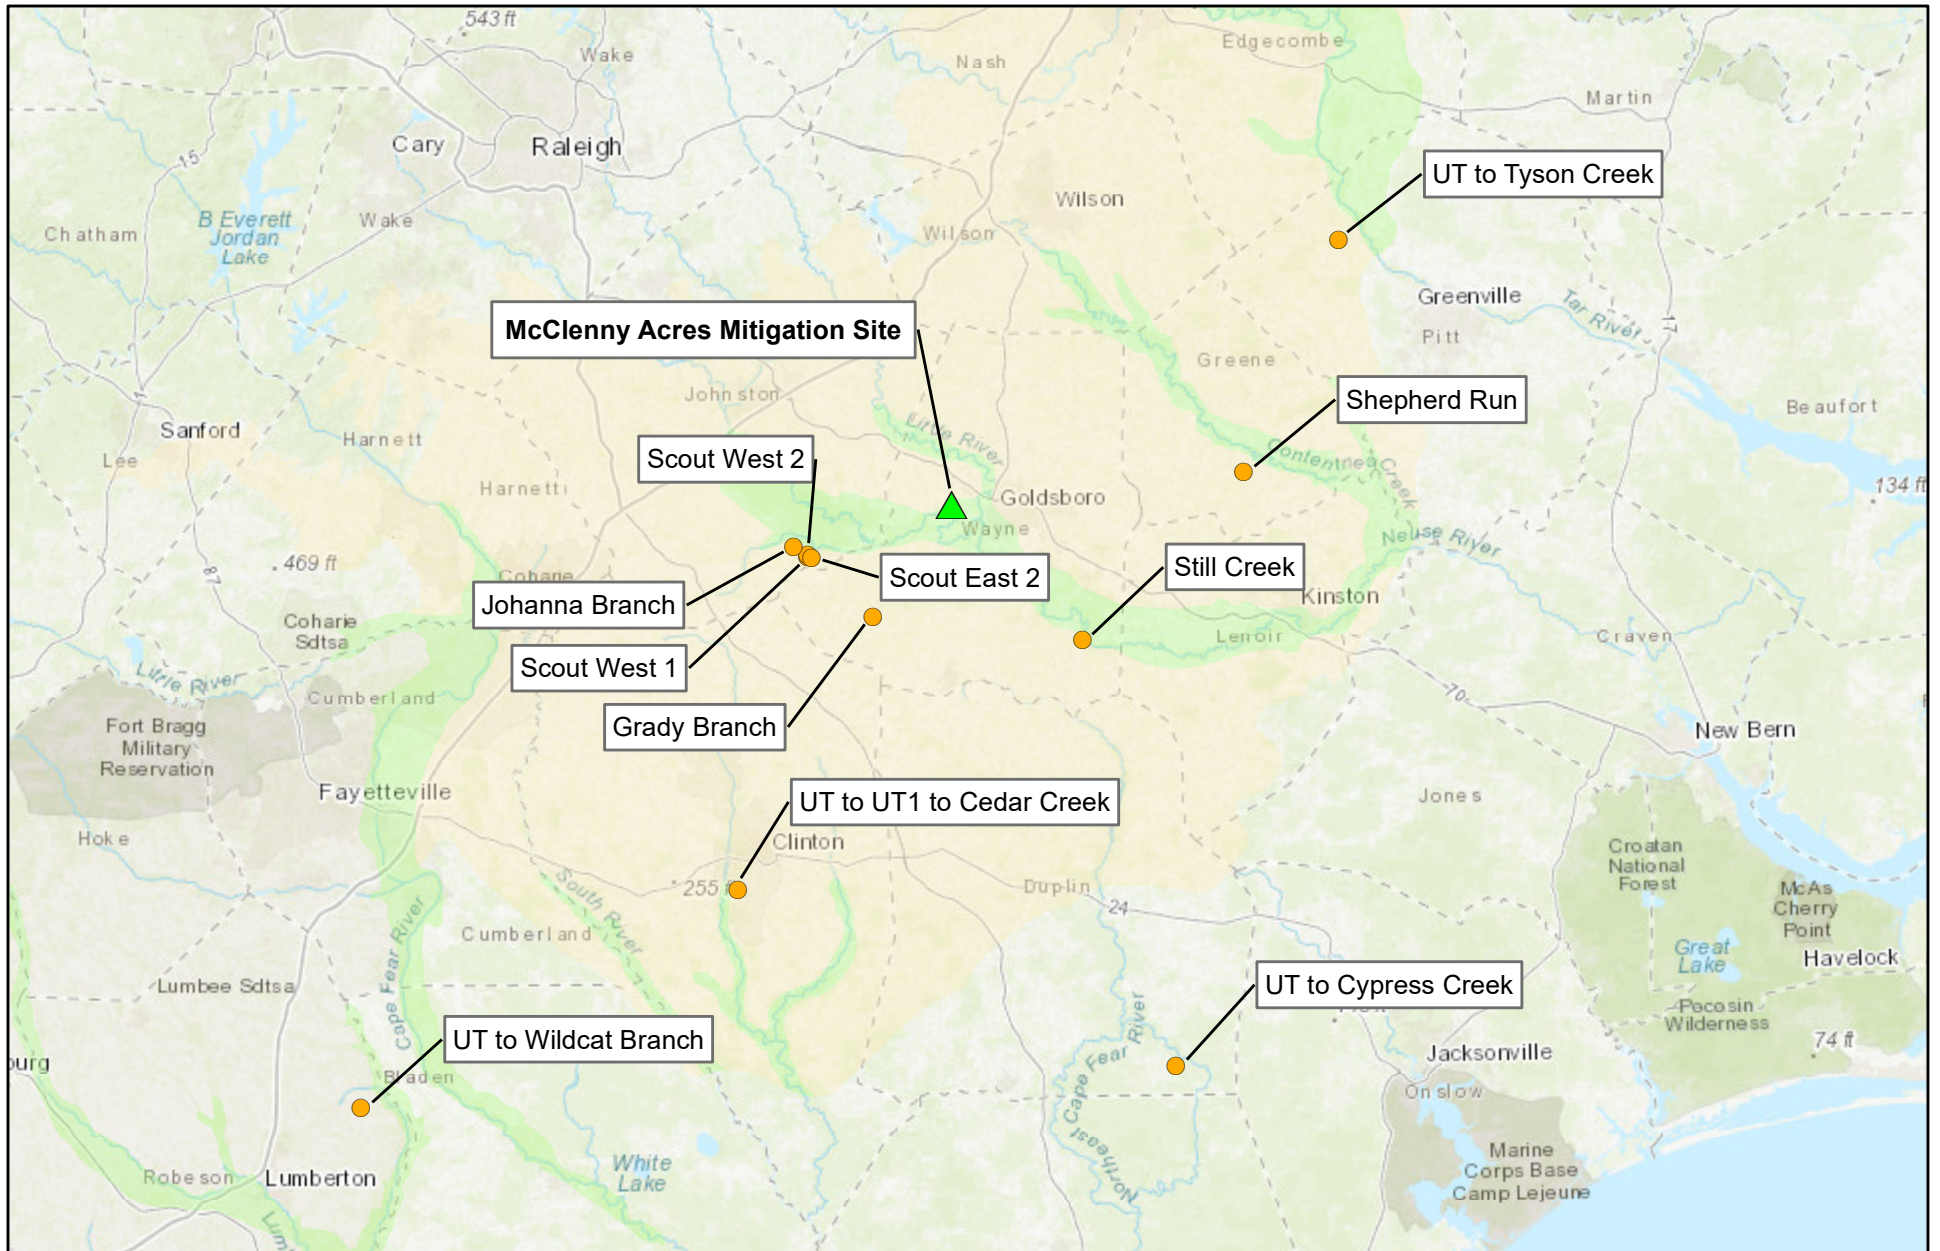 543 ft
Wake
Nash
Edgecombe
Martin
Cary
Raleigh
15
UT to Tyson Creek
Wilson
B Everett
Jordan
Lake
Wake
Chatham
Wilson
Greenville
Tar River
17
Pitt
McClenny Acres Mitigation Site
Greene
Johnston
Shepherd Run
Beaufort
1
Sanford
Harnett
Little River
Lee
Scout West 2
Contentnea Creek
Harnett
134 ft
Goldsboro
Wayne
Neuse River
469 ft
87
Coharie
Scout East 2
Still Creek
Johanna Branch
Kinston
Coharie
Sdtsa
Lenoir
Craven
Scout West 1
Little River
Cumberland
70
Fort Bragg
Military
Reservation
Grady Branch
New Bern
Fayetteville
UT to UT1 to Cedar Creek
Jones
Hoke
Clinton
Croatan
National
Forest
255
Duplin
24
McAs
Cherry
Point
South River
Cumberland
Cape Fear River
Great
Lake
Havelock
Lumbee Sdtsa
UT to Cypress Creek
Pocosin
Wilderness
UT to Wildcat Branch
Northeast Cape Fear River
74 ft
Jacksonville
burg
Bladen
Onslow
White
Lake
Marine
Corps Base
Camp Lejeune
Robeson
Lumberton